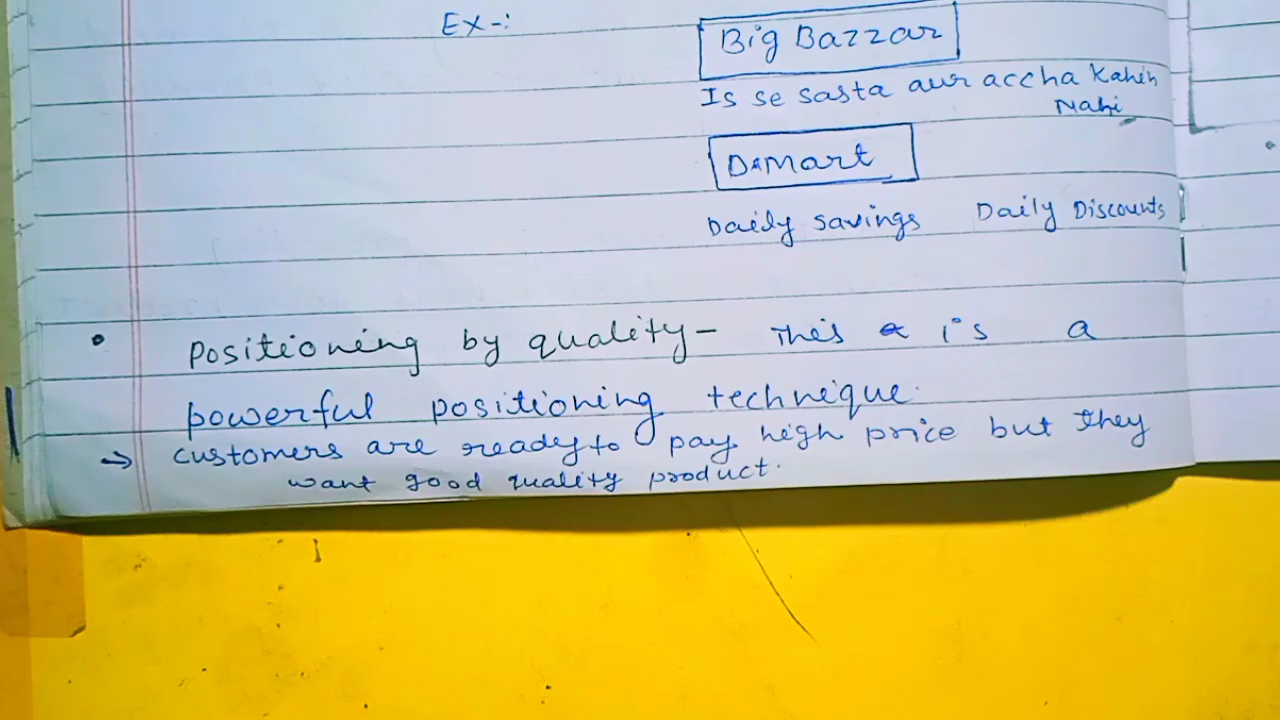 Ex-:
Big Bazzar
Is se sasta aur accha kahin
Nahi
DMart
Daily savings Daily Discounts
• Positioning by quality- This is a
powerful positioning technique.
→ customers are ready to pay high price but they
want good quality product.